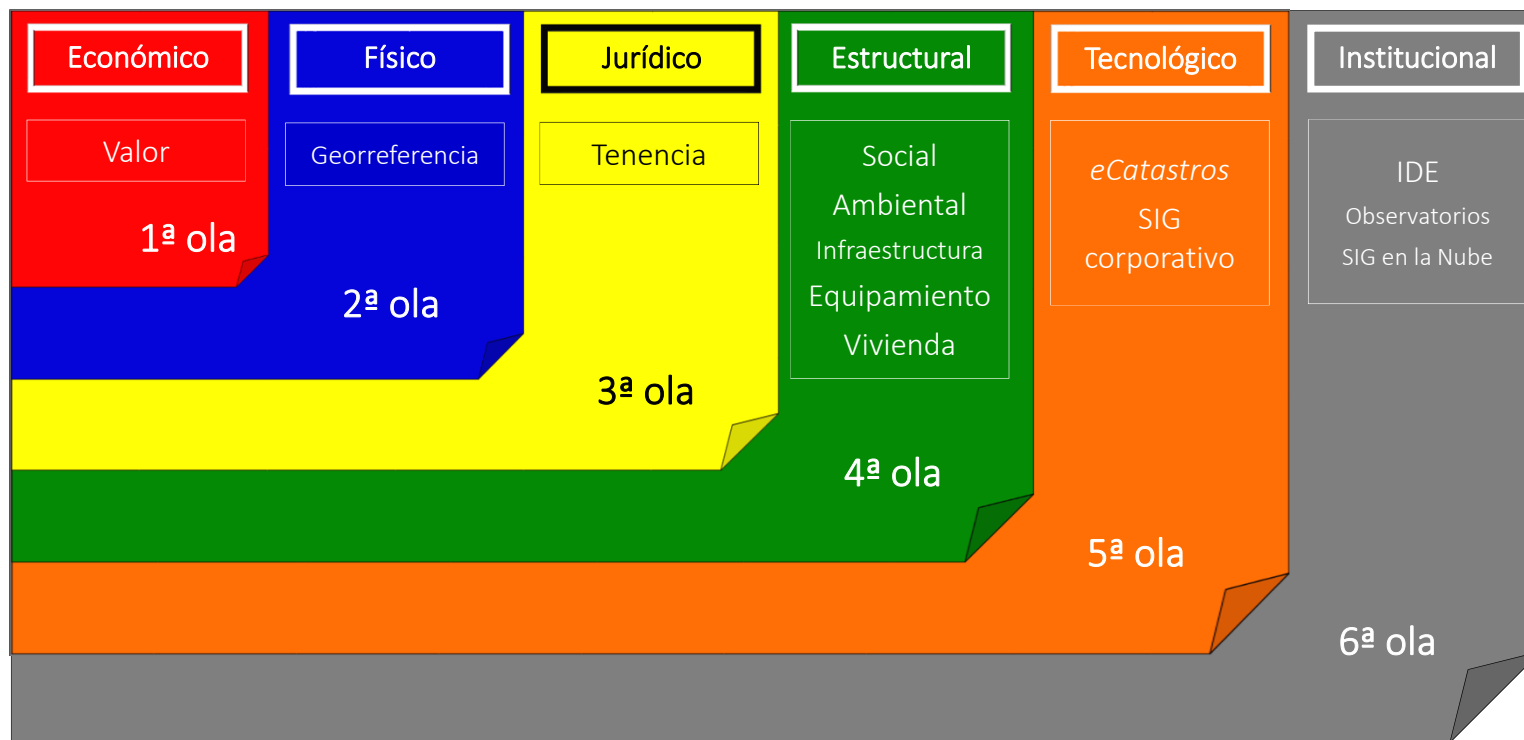 Económico
Valor
1ª ola
Físico
Georreferencia
2ª ola
Jurídico
Tenencia
3ª ola
Estructural
Social
Ambiental
Infraestructura
Equipamiento
Vivienda
4ª ola
Tecnológico
eCatastros
SIG
corporativo
5ª ola
Institucional
IDE
Observatorios
SIG en la Nube
6ª ola